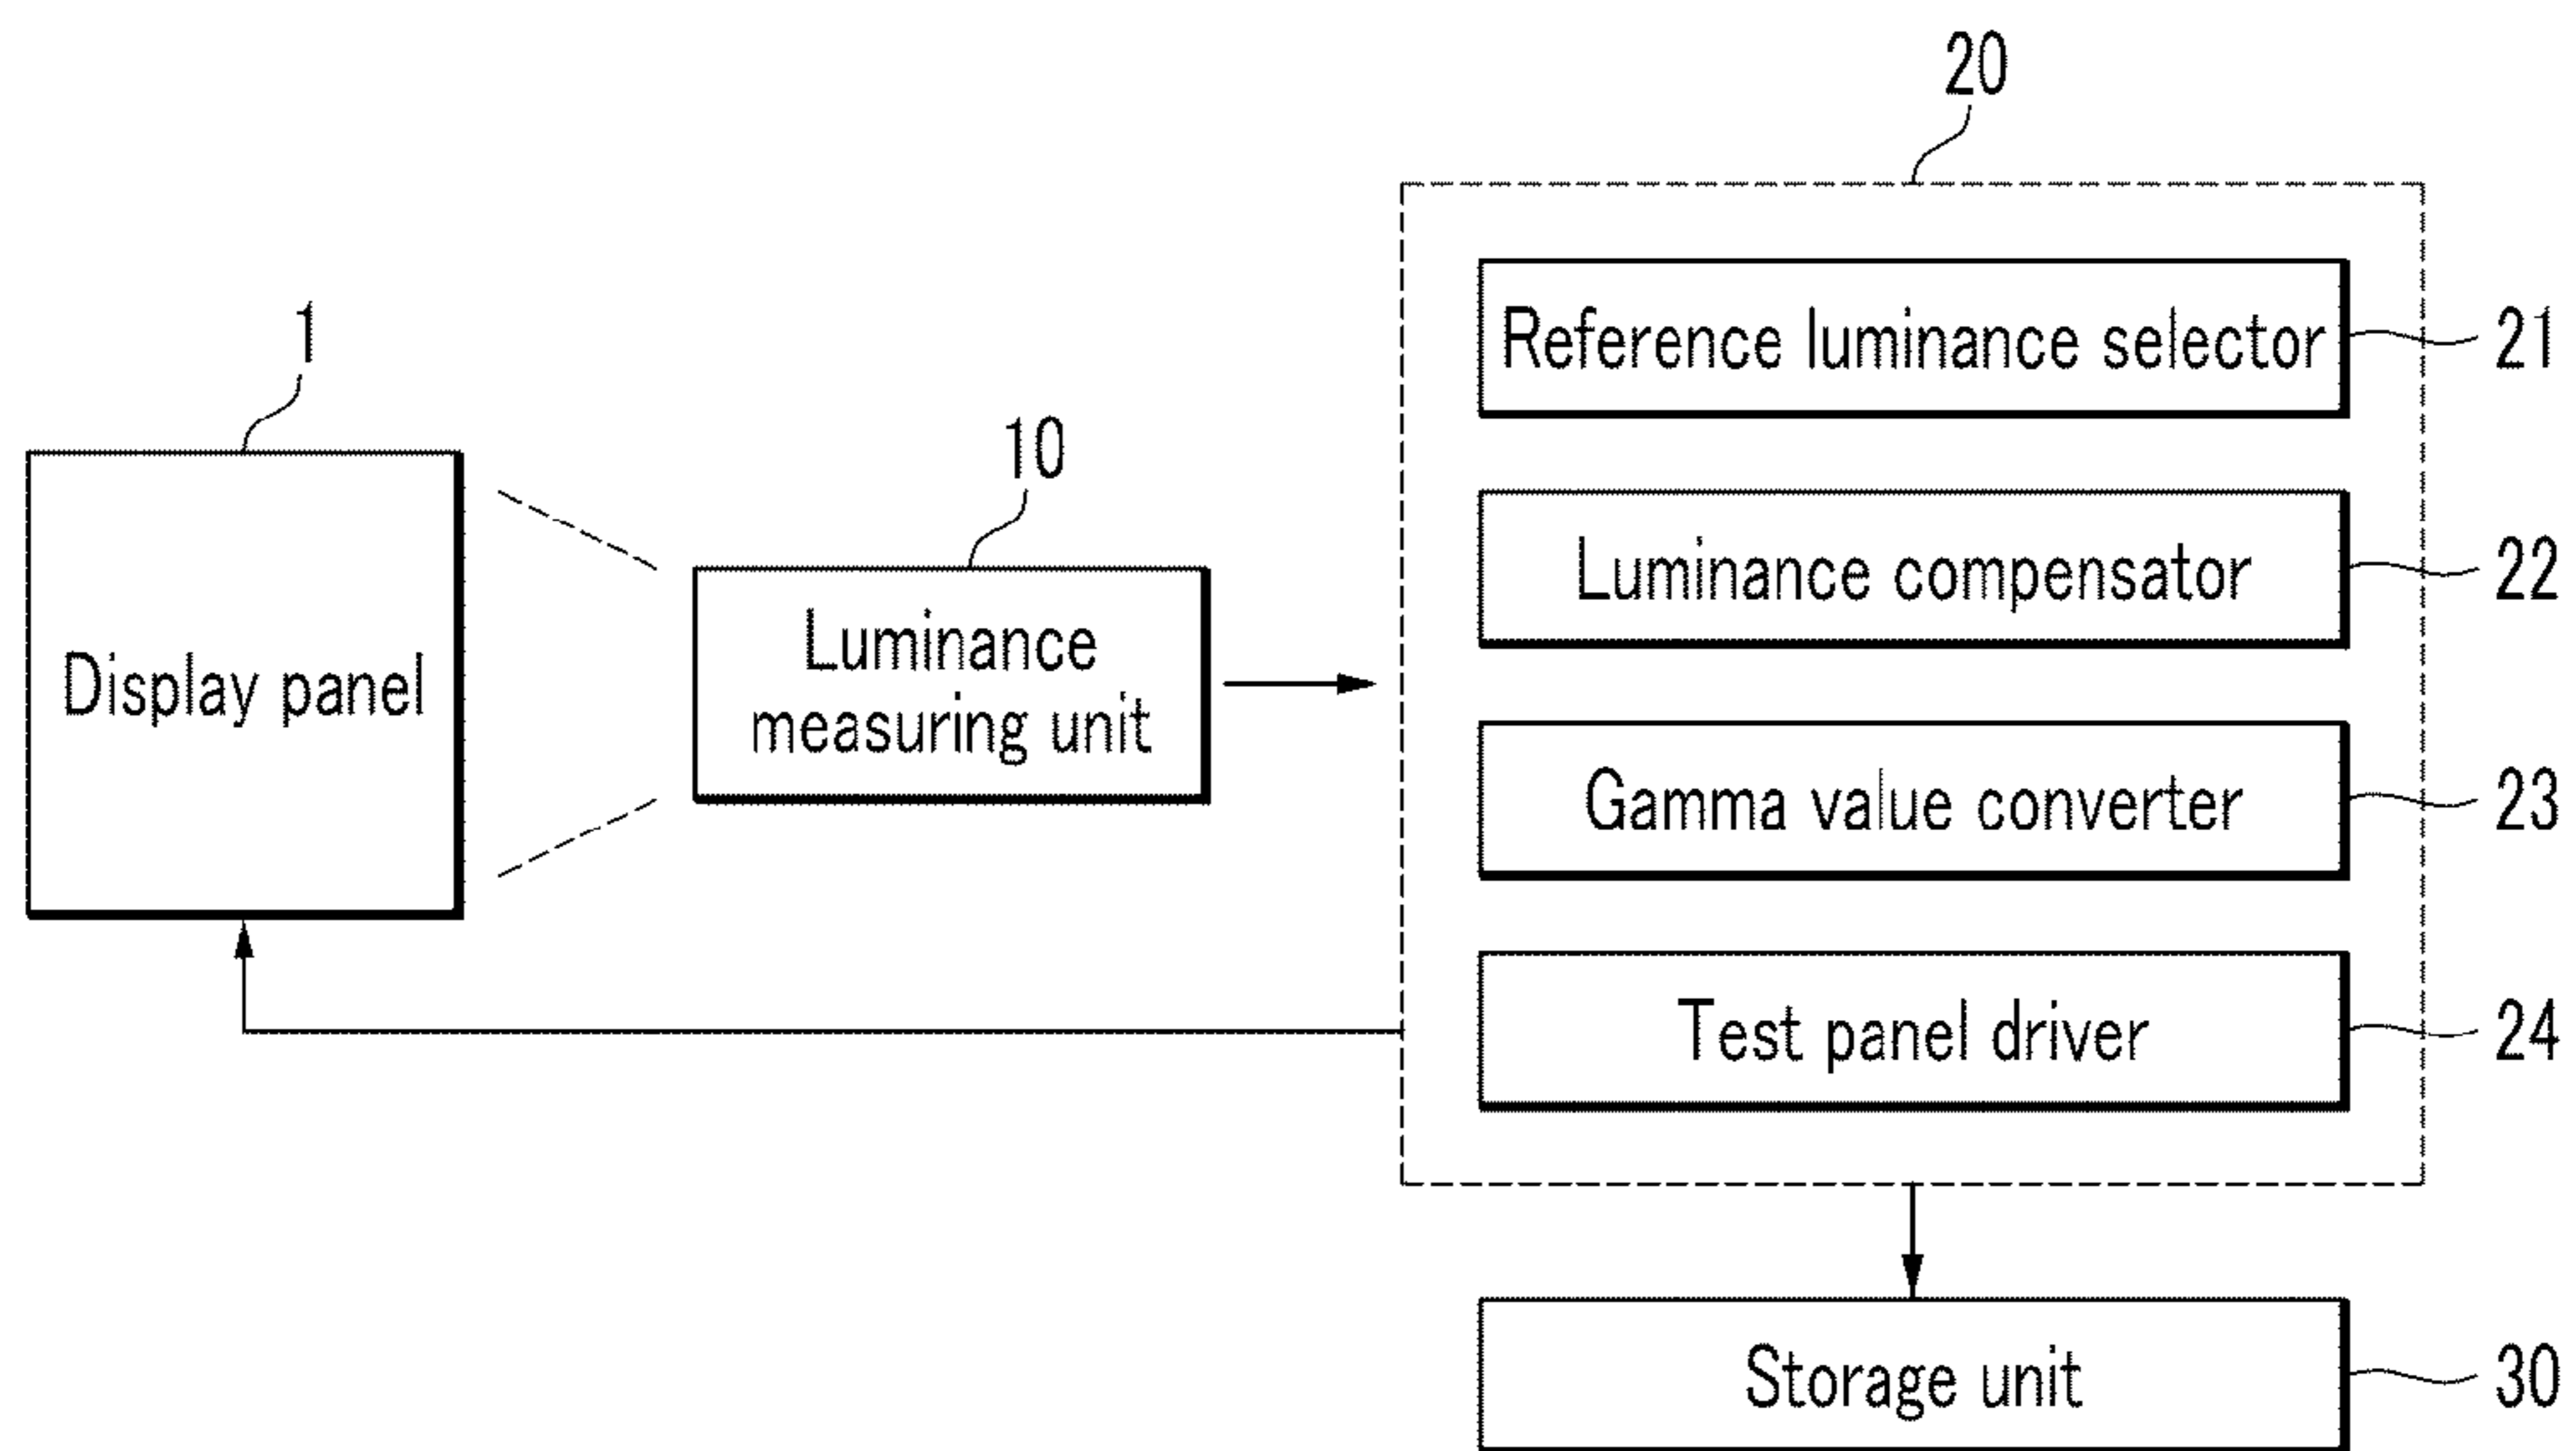 20
Reference luminance selector
21
1
10
Luminance compensator
22
Display panel
Luminance
measuring unit
Gamma value converter
23
Test panel driver
24
Storage unit
30